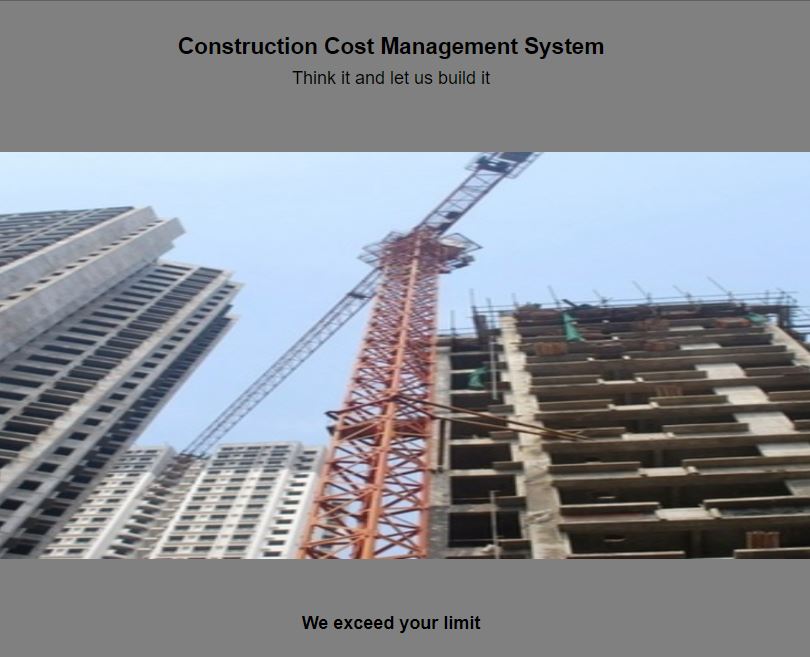 Construction Cost Management System
Think it and let us build it
We exceed your limit